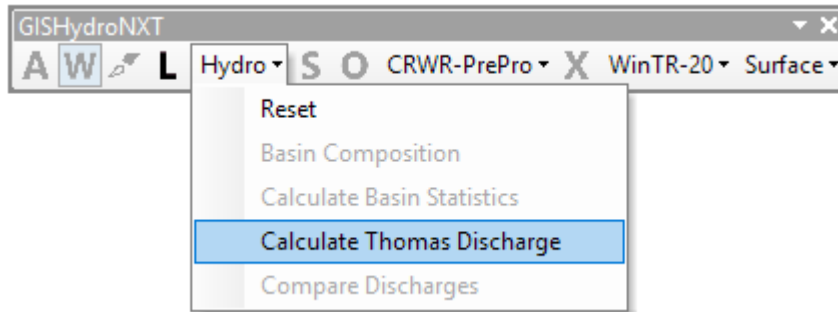 GISHydroNXT
A W L Hydro S O CRWR-PrePro X WinTR-20 Surface
Reset
Basin Composition
Calculate Basin Statistics
Calculate Thomas Discharge
Compare Discharges